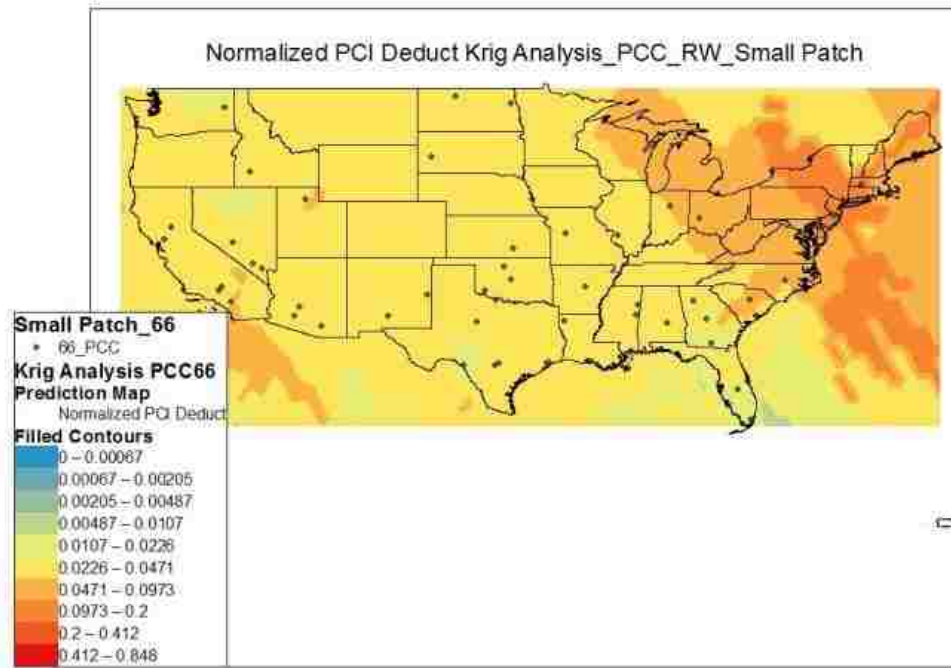 Normalized PCI Deduct Krig Analysis_PCC_RW_Small Patch
Small Patch_66
66_PCC
Krig Analysis PCC66
Prediction Map
Normalized PCI Deduct
Filled Contours
0 – 0.00067
0.00067 – 0.00205
0.00205 – 0.00487
0.00487 – 0.0107
0.0107 – 0.0226
0.0226 – 0.0471
0.0471 – 0.0973
0.0973 – 0.2
0.2 – 0.412
0.412 – 0.848